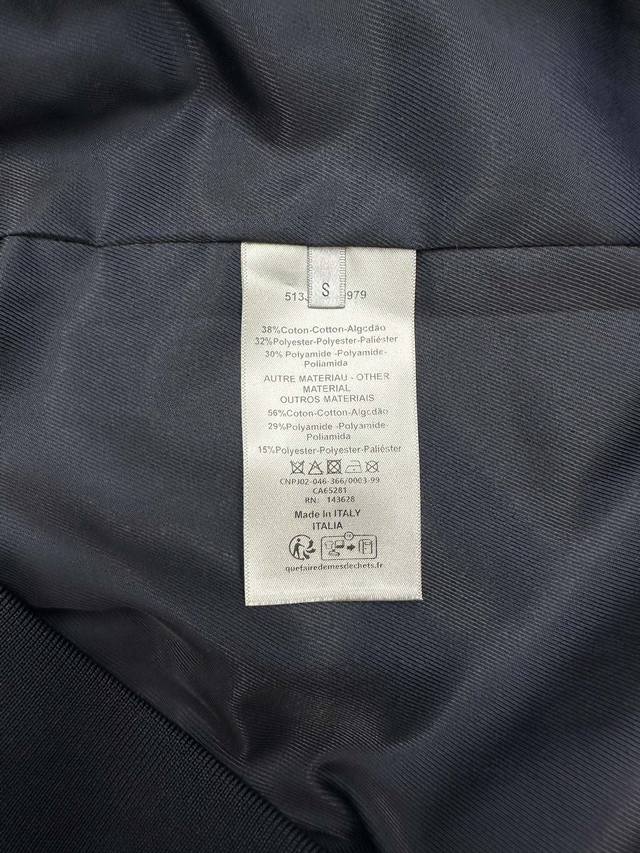 S
513 979
38%Coton-Cotton-Algodão
32%Polyester-Polyester-Paliéster
30% Polyamide -Polyamide-
Poliamida
AUTRE MATERIAU - OTHER
MATERIAL
OUTROS MATERIAIS
56%Coton-Cotton-Algodão
29%Polyamide -Polyamide-
Poliamida
15%Polyester-Polyester-Paliéster
CNPJ02-046-366/0003-99
CA65281
RN: 143628
Made In ITALY
ITALIA
quefairedemesdechets.fr